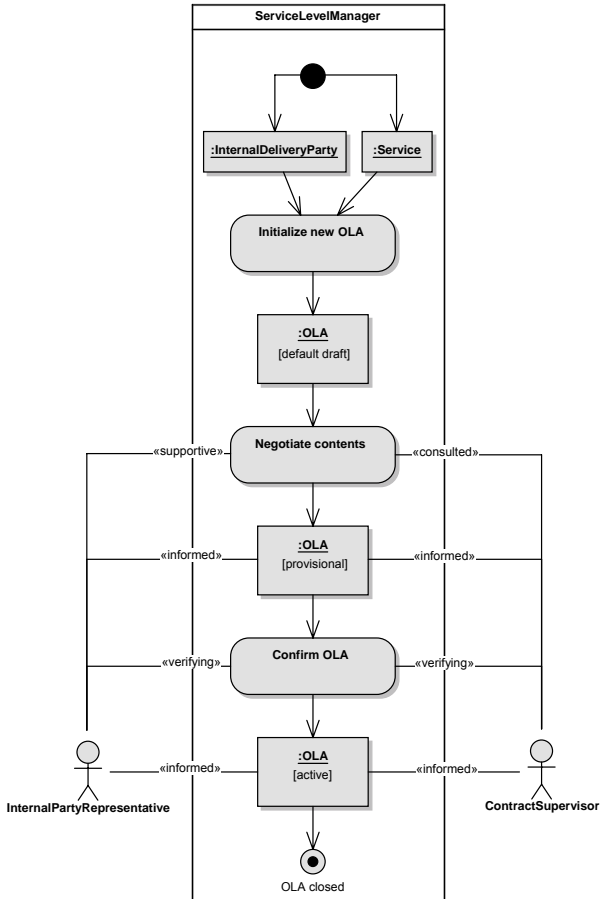 ServiceLevelManager
:InternalDeliveryParty
:Service
Initialize new OLA
:OLA
[default draft]
«supportive»
Negotiate contents
«consulted»
«informed»
:OLA
[provisional]
«informed»
«verifying»
Confirm OLA
«verifying»
«informed»
:OLA
[active]
«informed»
InternalPartyRepresentative
ContractSupervisor
OLA closed